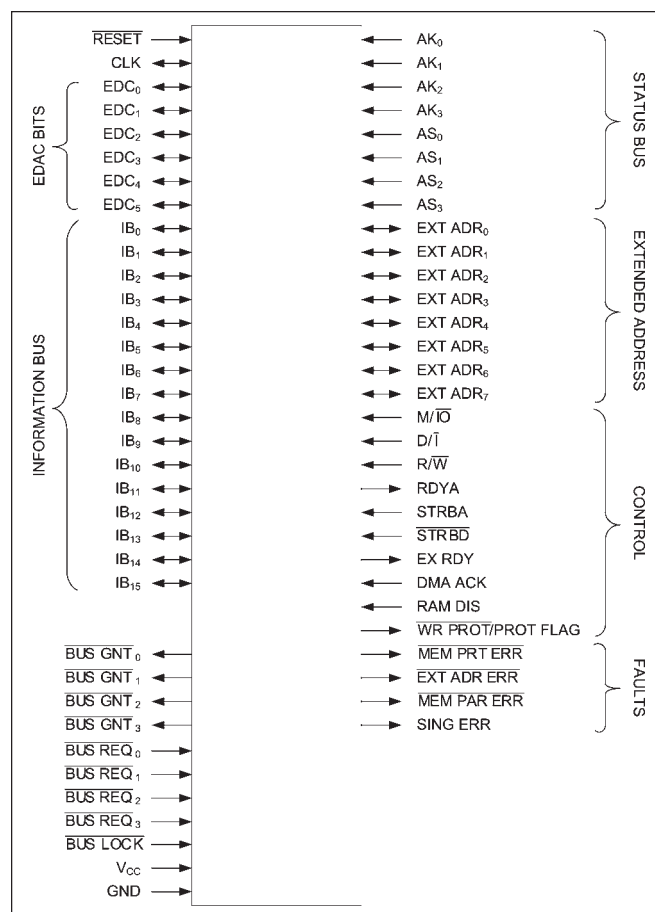 RESET
CLK
EDC₀
EDC₁
EDC₂
EDC₃
EDC₄
EDC₅
EDAC BITS
IB₀
IB₁
IB₂
IB₃
IB₄
IB₅
IB₆
IB₇
IB₈
IB₉
IB₁₀
IB₁₁
IB₁₂
IB₁₃
IB₁₄
IB₁₅
INFORMATION BUS
BUS GNT₀
BUS GNT₁
BUS GNT₂
BUS GNT₃
BUS REQ₀
BUS REQ₁
BUS REQ₂
BUS REQ₃
BUS LOCK
V_CC
GND
AK₀
AK₁
AK₂
AK₃
AS₀
AS₁
AS₂
AS₃
STATUS BUS
EXT ADR₀
EXT ADR₁
EXT ADR₂
EXT ADR₃
EXT ADR₄
EXT ADR₅
EXT ADR₆
EXT ADR₇
EXTENDED ADDRESS
M/IO
D/I
R/W
RDYA
STRBA
STRBD
EX RDY
DMA ACK
RAM DIS
WR PROT/PROT FLAG
CONTROL
MEM PRT ERR
EXT ADR ERR
MEM PAR ERR
SING ERR
FAULTS